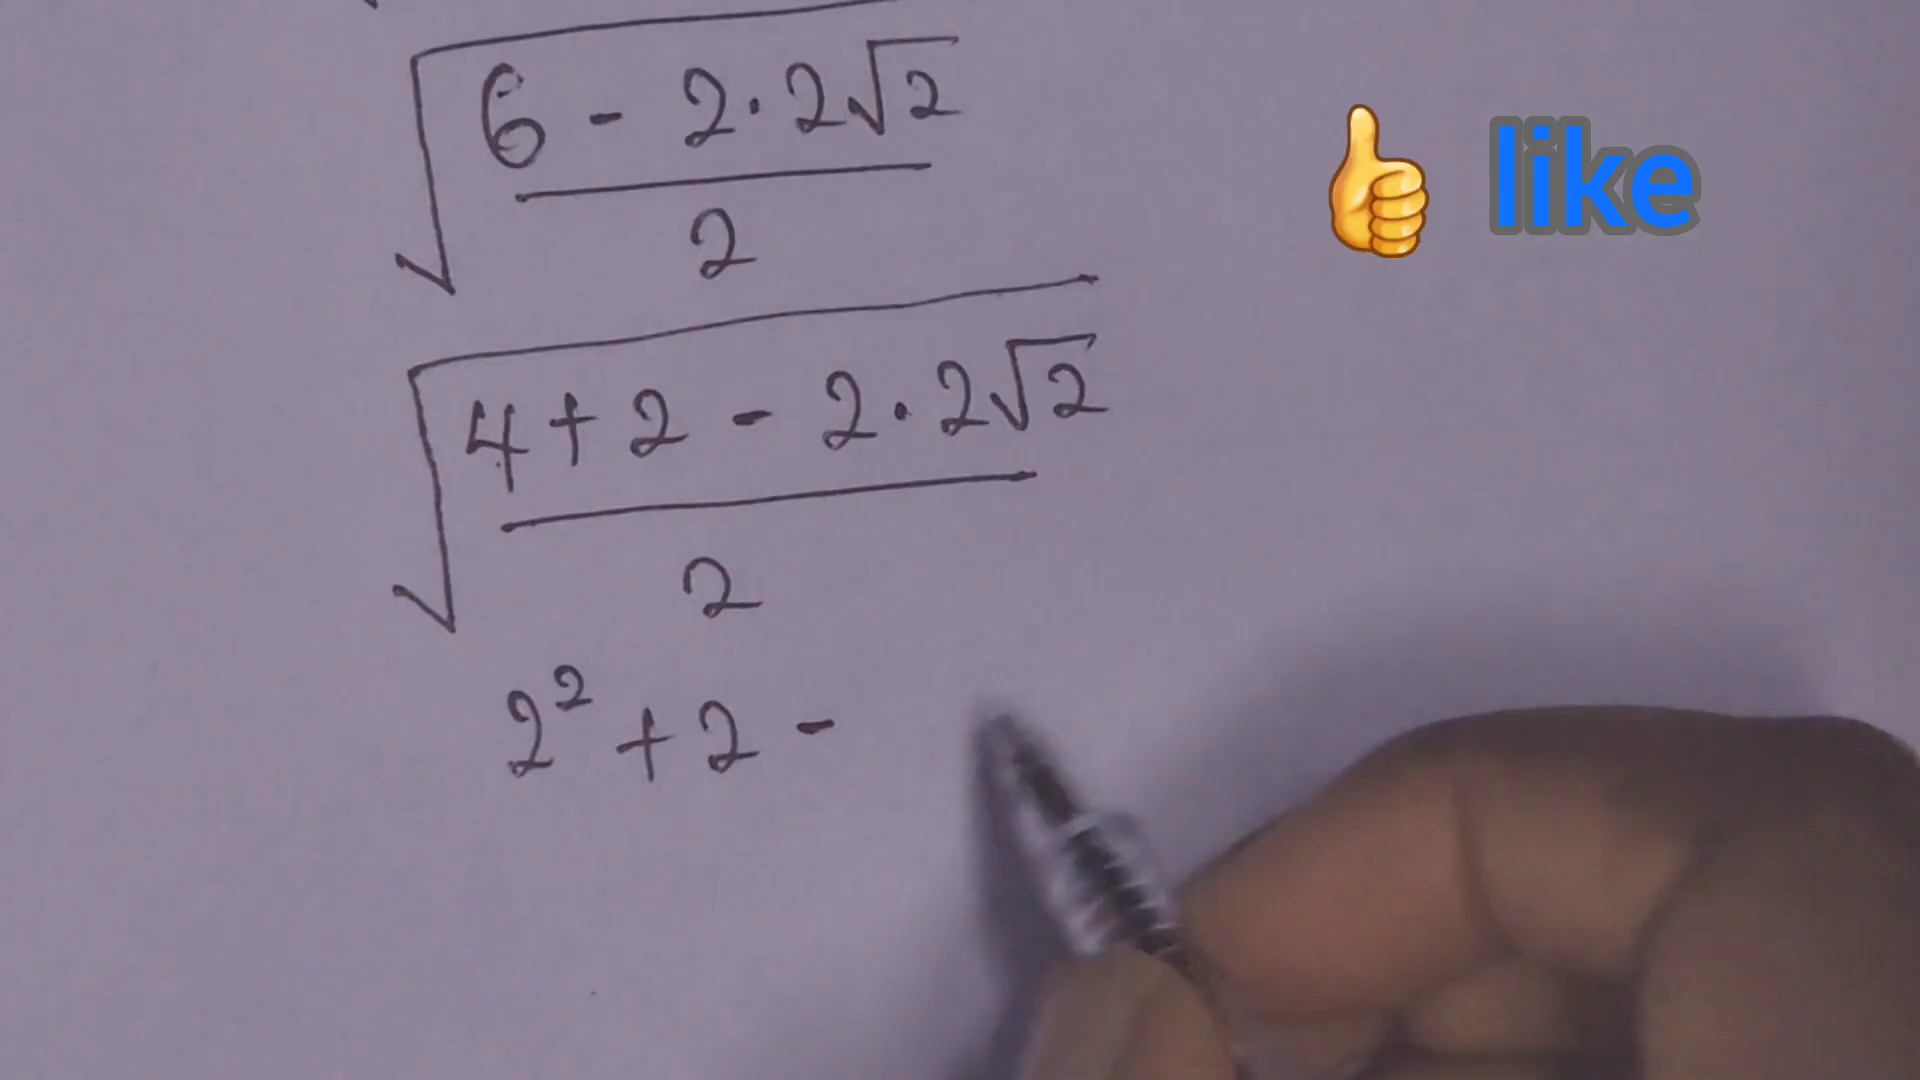 √(6 - 2·2√2
like
2)
√(4 + 2 - 2·2√2
2)
2² + 2 -